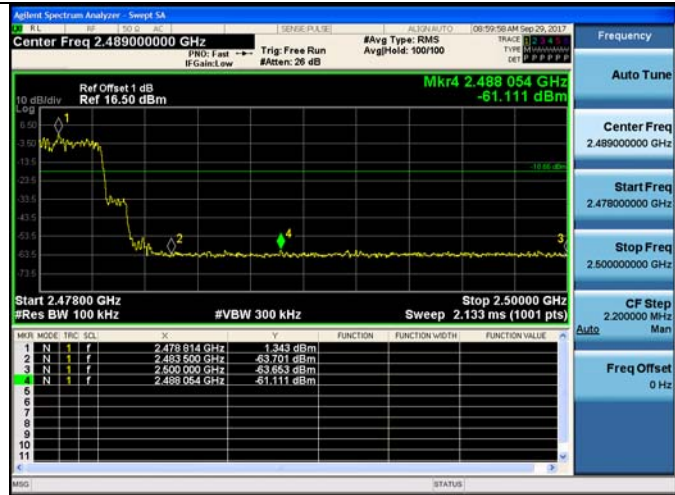 Agilent Spectrum Analyzer - Swept SA
RL RF 50 Ω AC SENSE:PULSE ALIGN AUTO 08:59:58 AM Sep 29, 2017
Center Freq 2.489000000 GHz
PNO: Fast
IFGain:Low
Trig: Free Run
#Atten: 26 dB
#Avg Type: RMS
Avg|Hold: 100/100
TRACE 1 2 3 4 5
TYPE
DET P P P P P P
Frequency
Auto Tune
Center Freq
2.489000000 GHz
Start Freq
2.478000000 GHz
Stop Freq
2.500000000 GHz
CF Step
2.200000 MHz
Auto Man
Freq Offset
0 Hz
Mkr4 2.488 054 GHz
-61.111 dBm
Ref Offset 1 dB
10 dB/div Ref 16.50 dBm
Log
6.50
-3.50
-13.5
-23.5
-33.5
-43.5
-53.5
-63.5
-73.5
1
2
3
4
Start 2.47800 GHz
Stop 2.50000 GHz
#Res BW 100 kHz #VBW 300 kHz Sweep 2.133 ms (1001 pts)
MKR MODE TRC SCL X Y FUNCTION FUNCTION WIDTH FUNCTION VALUE
1 N 1 f 2.478 814 GHz 1.343 dBm
2 N 1 f 2.483 500 GHz -63.701 dBm
3 N 1 f 2.500 000 GHz -63.653 dBm
4 N 1 f 2.488 054 GHz -61.111 dBm
5
6
7
8
9
10
11
MSG STATUS